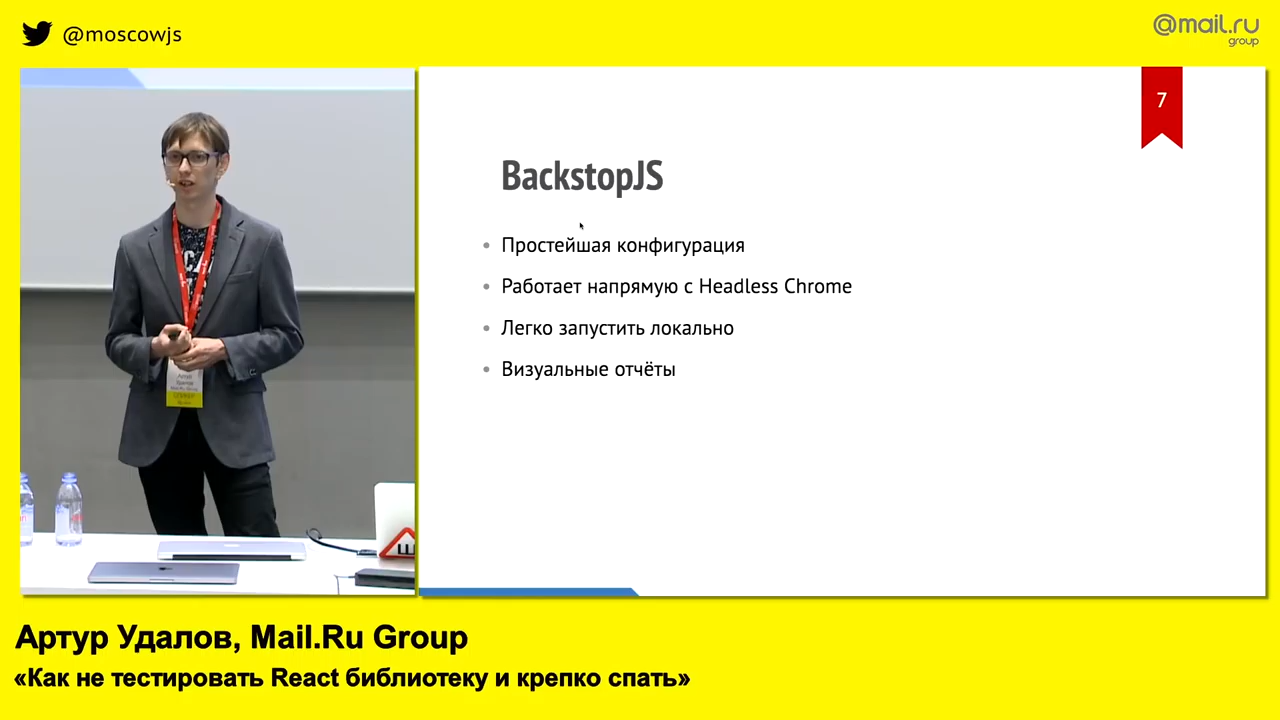 @moscowjs
@mail.ru
group
7
BackstopJS
Простейшая конфигурация
Работает напрямую с Headless Chrome
Легко запустить локально
Визуальные отчёты
Артур
Ш
Артур Удалов, Mail.Ru Group
«Как не тестировать React библиотеку и крепко спать»